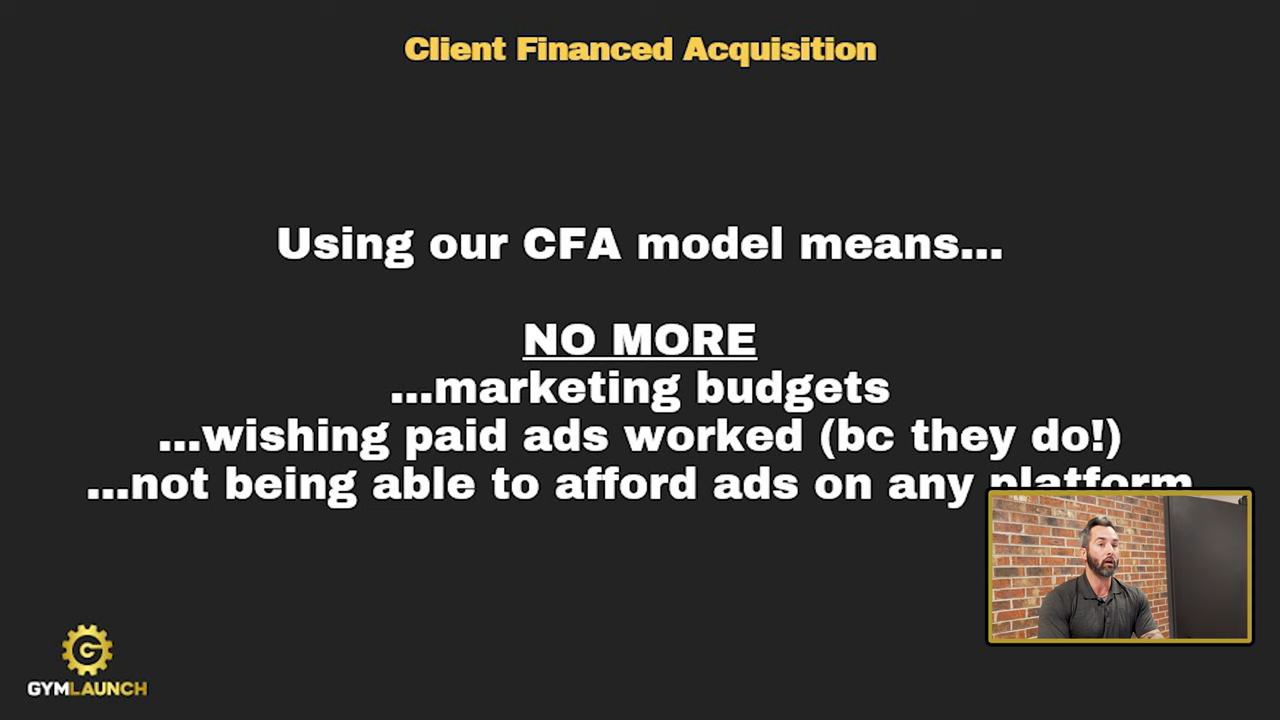 Client Financed Acquisition
Using our CFA model means...
NO MORE
...marketing budgets
...wishing paid ads worked (bc they do!)
...not being able to afford ads on any platform
G
GYMLAUNCH